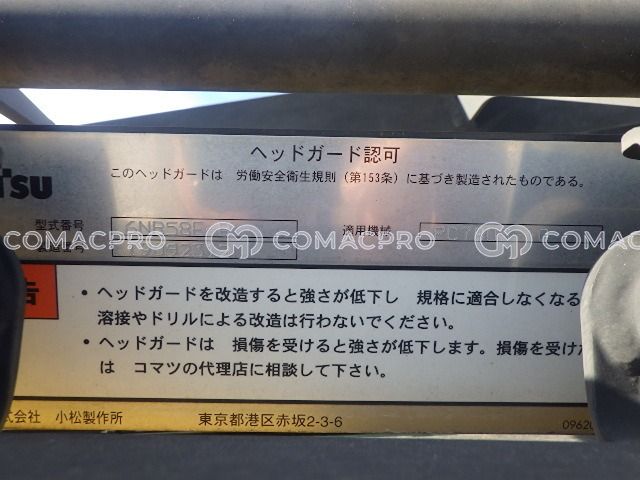 ヘッドガード認可
このヘッドガードは 労働安全衛生規則(第153条)に基づき製造されたものである。
TSU
型式番号
適用機械
COMACPRO COMACPRO COMACPRO
番号
告
・ヘッドガードを改造すると強さが低下し 規格に適合しなくなる
溶接やドリルによる改造は行わないでください。
・ヘッドガードは 損傷を受けると強さが低下します。損傷を受けた
は コマツの代理店に相談して下さい。
式会社 小松製作所 東京都港区赤坂2-3-6
0962